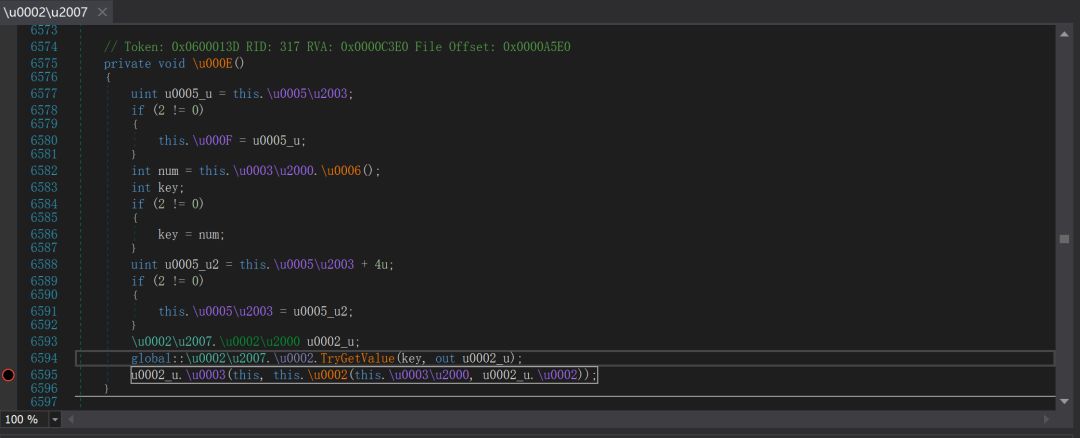 \u0002\u2007 ×
6573
6574 // Token: 0x0600013D RID: 317 RVA: 0x0000C3E0 File Offset: 0x0000A5E0
6575 private void \u000E()
6576 {
6577 uint u0005_u = this.\u0005\u2003;
6578 if (2 != 0)
6579 {
6580 this.\u000F = u0005_u;
6581 }
6582 int num = this.\u0003\u2000.\u0006();
6583 int key;
6584 if (2 != 0)
6585 {
6586 key = num;
6587 }
6588 uint u0005_u2 = this.\u0005\u2003 + 4u;
6589 if (2 != 0)
6590 {
6591 this.\u0005\u2003 = u0005_u2;
6592 }
6593 \u0002\u2007.\u0002\u2000 u0002_u;
6594 global::\u0002\u2007.\u0002.TryGetValue(key, out u0002_u);
6595 u0002_u.\u0003(this, this.\u0002(this.\u0003\u2000, u0002_u.\u0002));
6596 }
6597
100 %